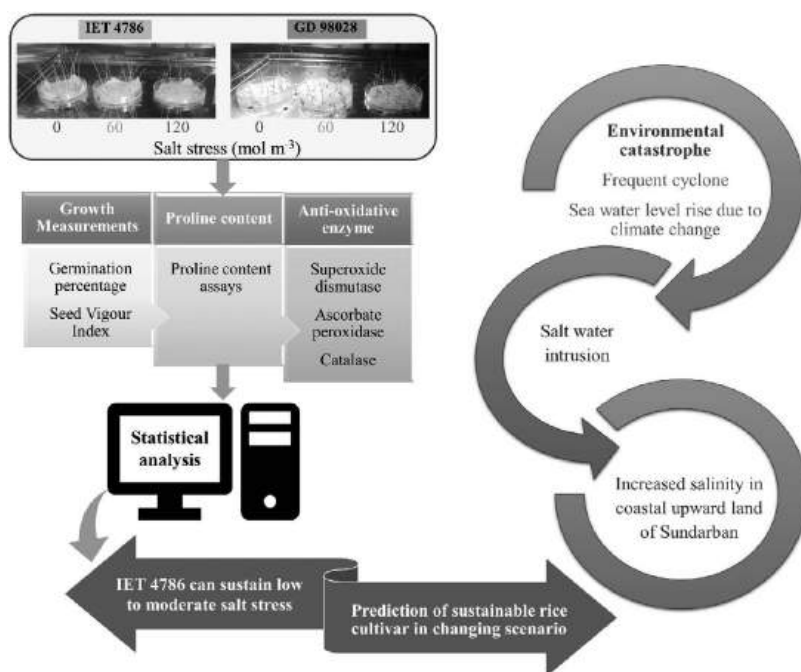 IET 4786
GD 98028
0
60
120
0
60
120
Salt stress (mol m⁻³)
Growth
Measurements
Proline content
Anti-oxidative
enzyme
Germination
percentage
Seed Vigour
Index
Proline content
assays
Superoxide
dismutase
Ascorbate
peroxidase
Catalase
Statistical
analysis
IET 4786 can sustain low
to moderate salt stress
Prediction of sustainable rice
cultivar in changing scenario
Environmental
catastrophe
Frequent cyclone
Sea water level rise due to
climate change
Salt water
intrusion
Increased salinity in
coastal upward land
of Sundarban